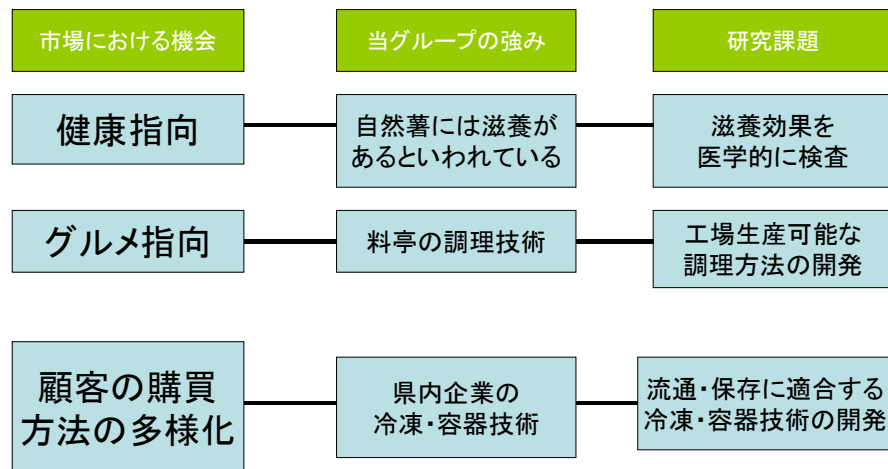 市場における機会
当グループの強み
研究課題
健康指向
自然薯には滋養が
あるといわれている
滋養効果を
医学的に検査
グルメ指向
料亭の調理技術
工場生産可能な
調理方法の開発
顧客の購買
方法の多様化
県内企業の
冷凍・容器技術
流通・保存に適合する
冷凍・容器技術の開発